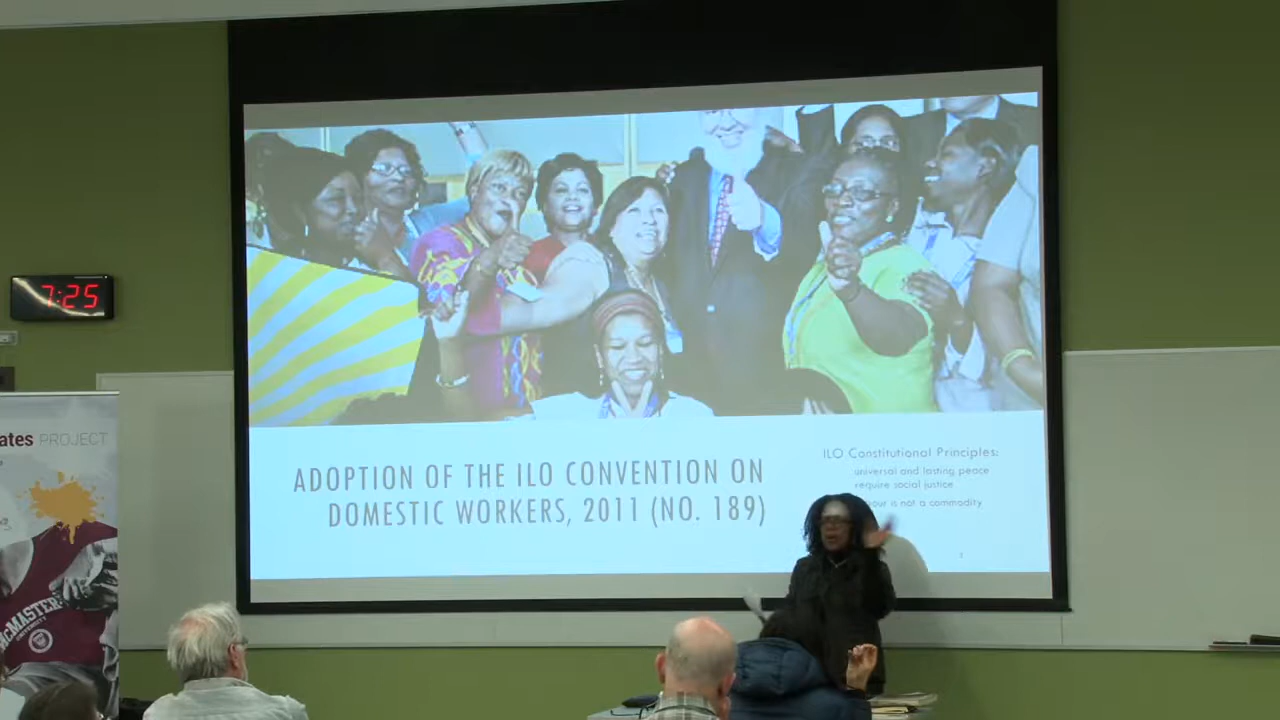 7:25
ates PROJECT
McMASTER
UNIVERSITY
ADOPTION OF THE ILO CONVENTION ON
DOMESTIC WORKERS, 2011 (NO. 189)
ILO Constitutional Principles:
universal and lasting peace
require social justice
our is not a commodity